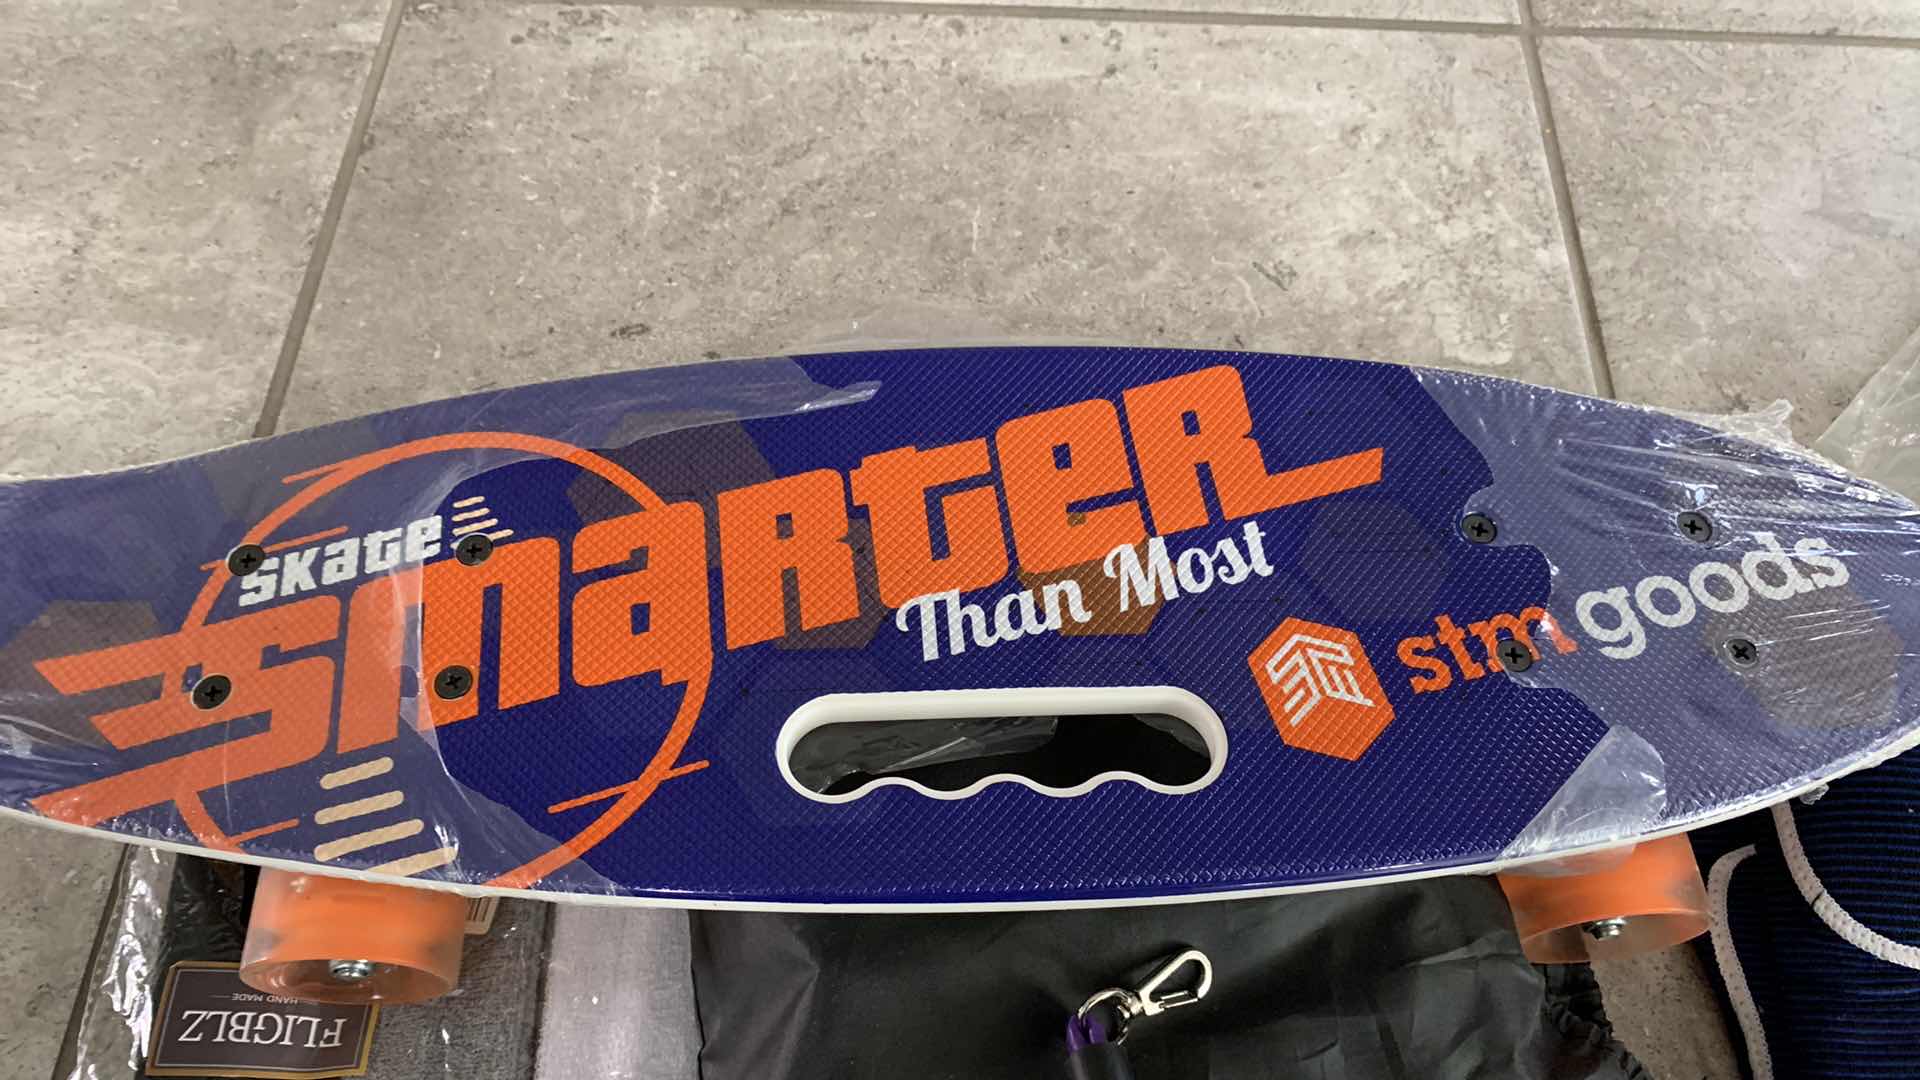 SKate
SmaRteR
Than Most
stm goods
HAND MADE
FLIGBLZ